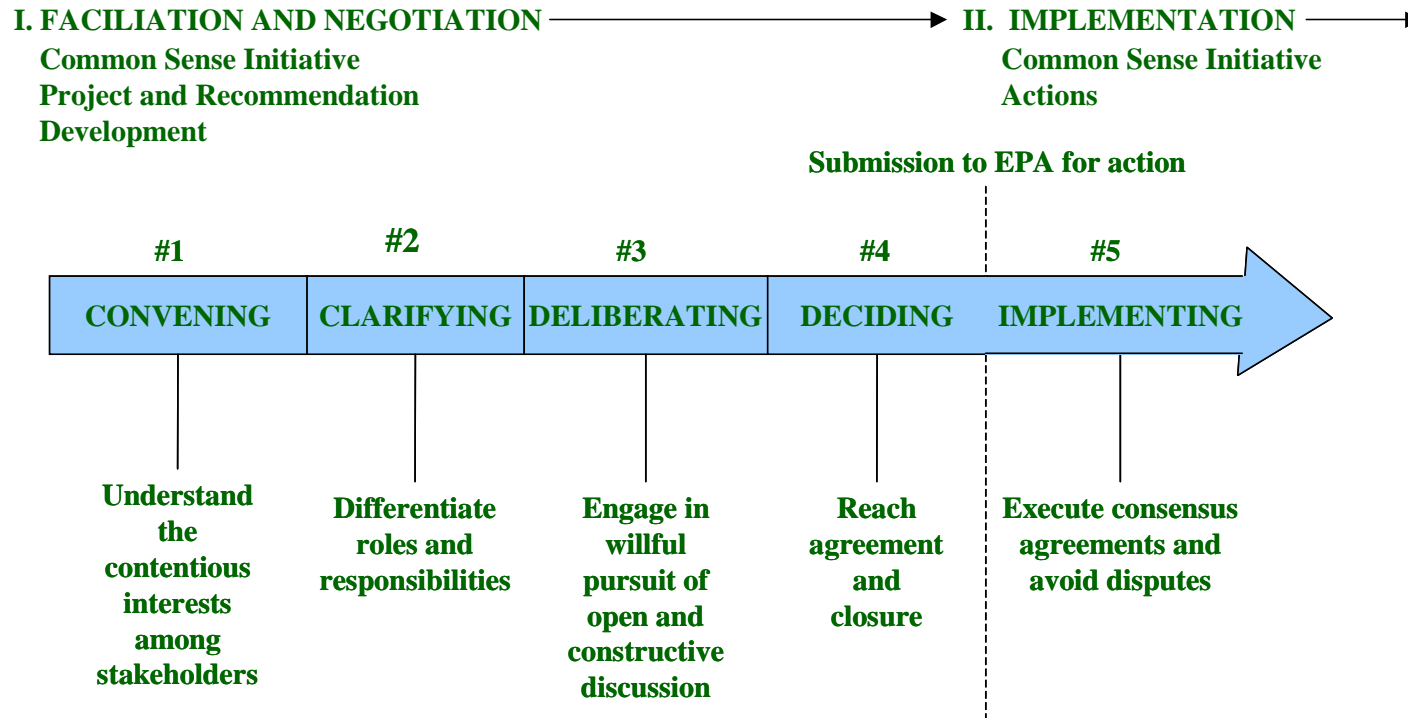 I. FACILIATION AND NEGOTIATION
Common Sense Initiative
Project and Recommendation
Development
II. IMPLEMENTATION
Common Sense Initiative
Actions
Submission to EPA for action
#1
#2
#3
#4
#5
CONVENING
CLARIFYING
DELIBERATING
DECIDING
IMPLEMENTING
Understand
the
contentious
interests
among
stakeholders
Differentiate
roles and
responsibilities
Engage in
willful
pursuit of
open and
constructive
discussion
Reach
agreement
and
closure
Execute consensus
agreements and
avoid disputes